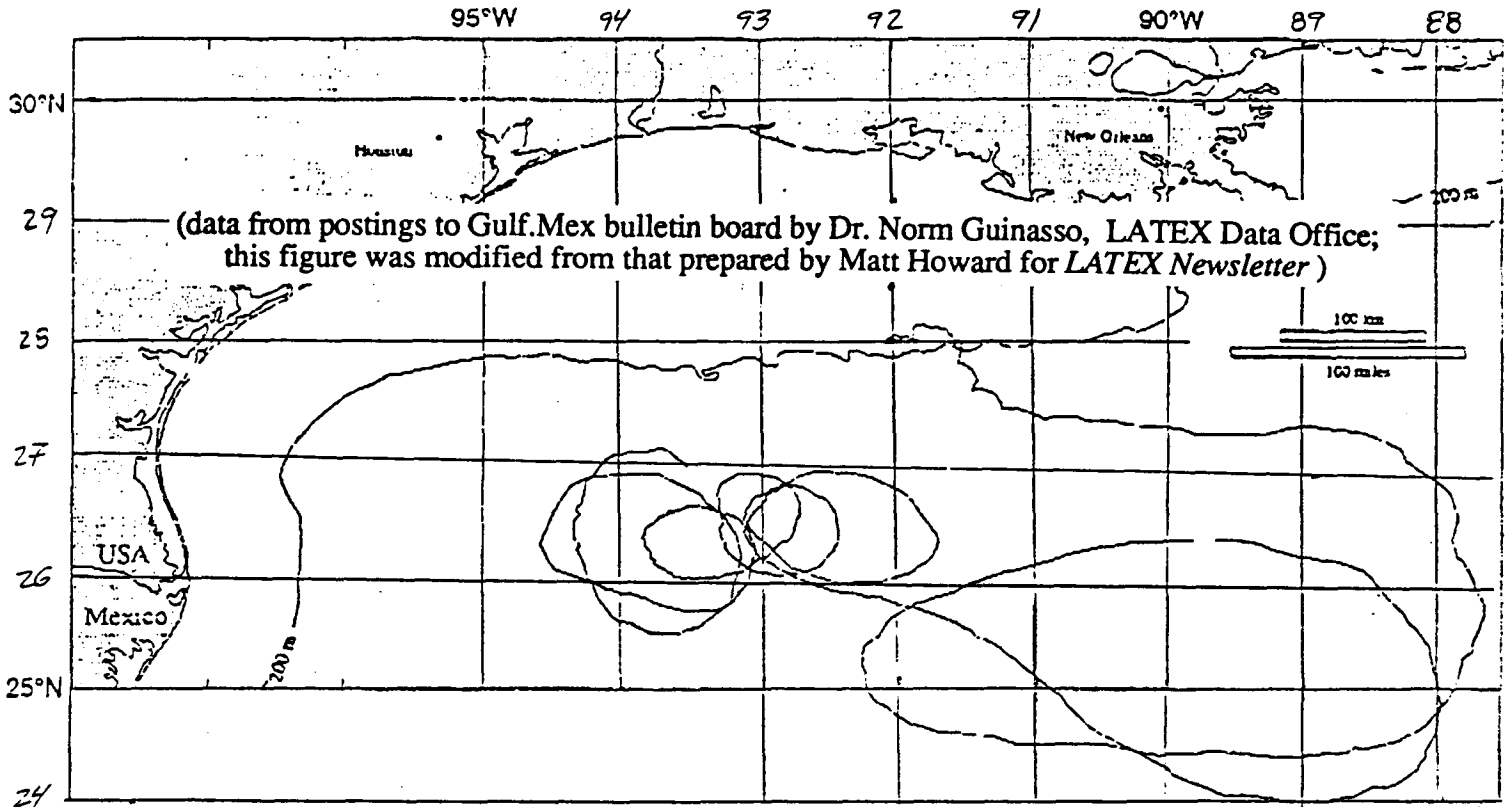 95°W 94 93 92 91 90°W 89 88
30°N
Houston
New Orleans
200 m
29
(data from postings to Gulf.Mex bulletin board by Dr. Norm Guinasso, LATEX Data Office;
this figure was modified from that prepared by Matt Howard for LATEX Newsletter)
28
100 km
100 miles
27
USA
26
Mexico
200 m
25°N
24